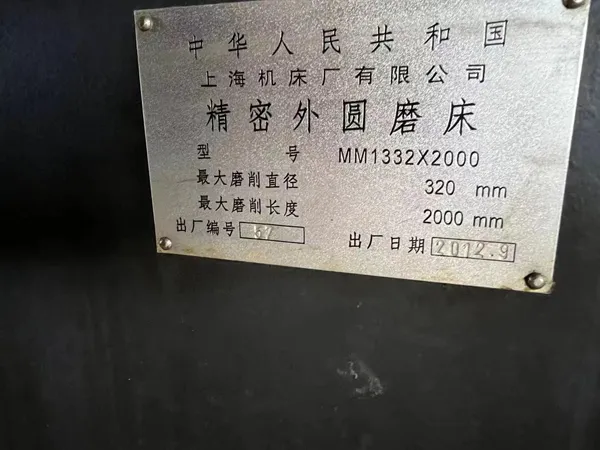 中华人民共和国
上海机床厂有限公司
精密外圆磨床
型 号 MM1332X2000
最大磨削直径 320 mm
最大磨削长度 2000 mm
出厂编号 57 出厂日期 2012.9